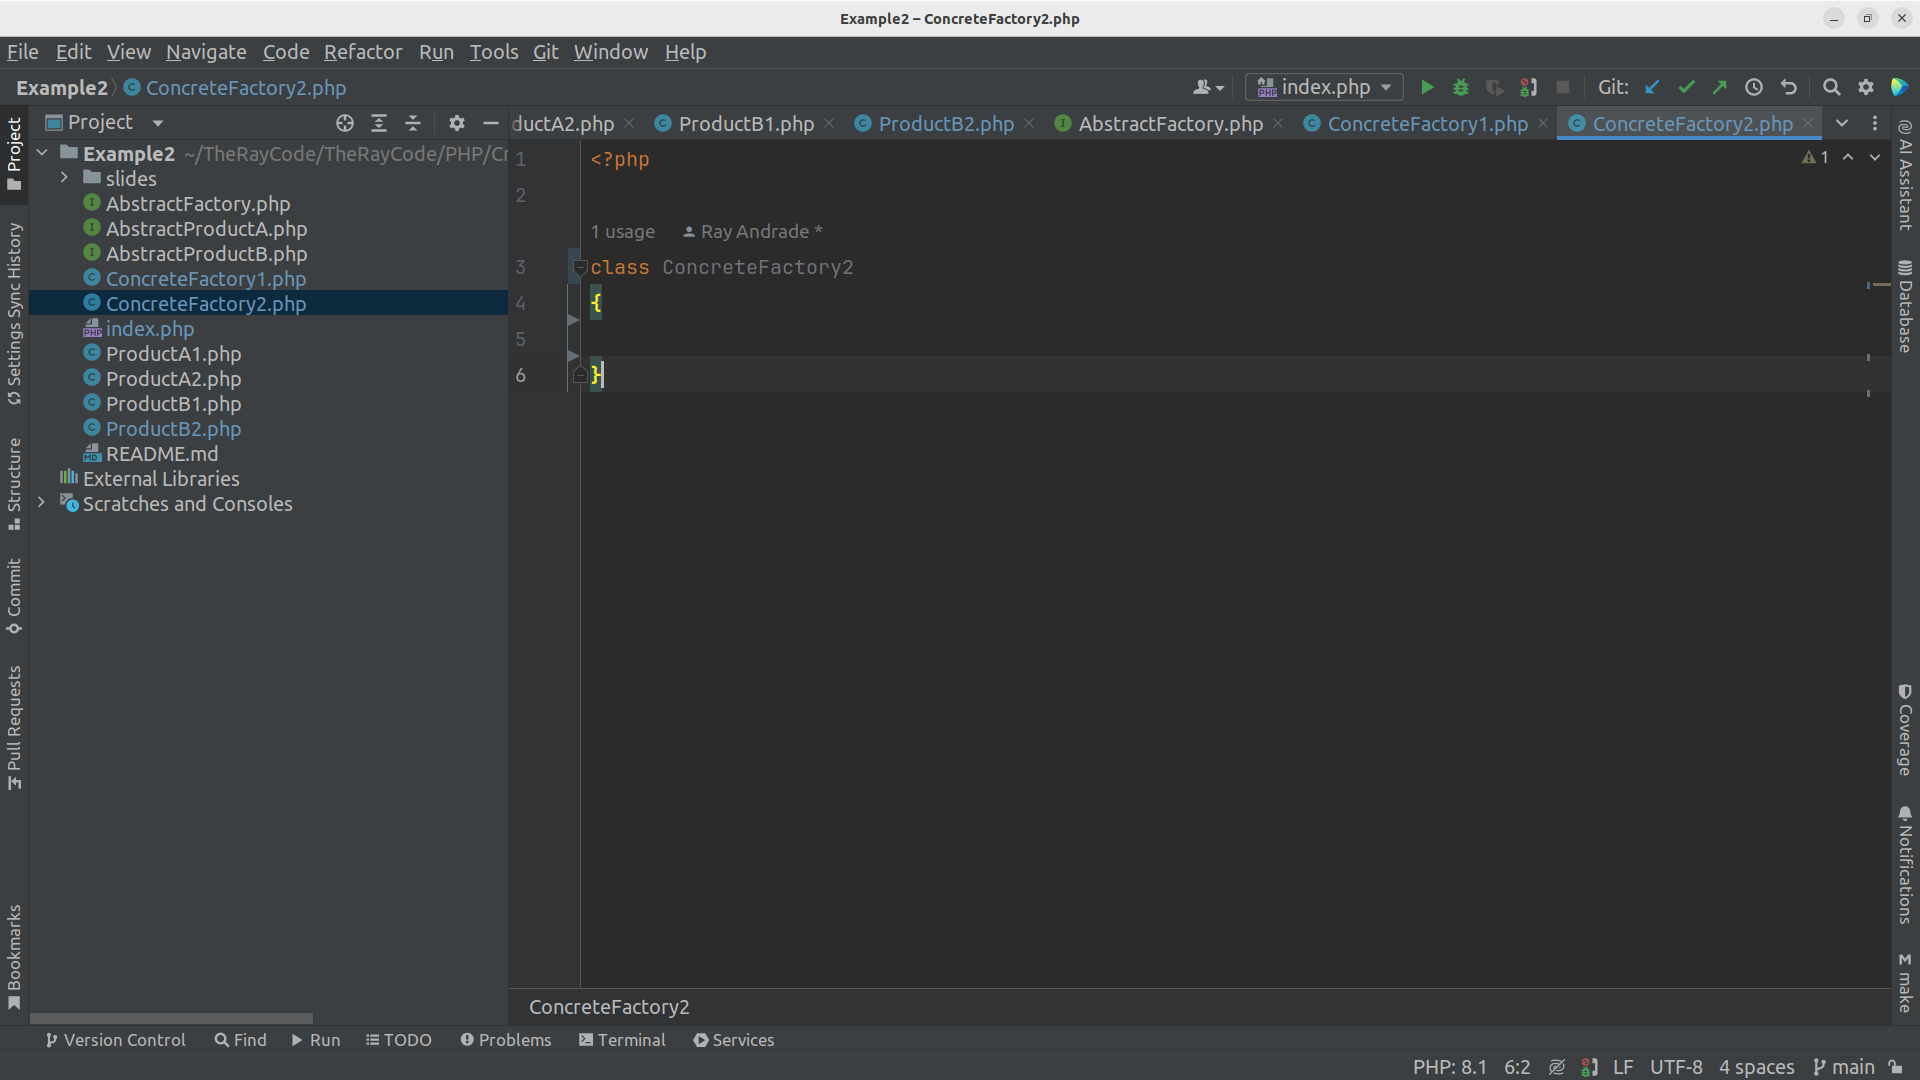 Example2 – ConcreteFactory2.php
File Edit View Navigate Code Refactor Run Tools Git Window Help
Example2 ConcreteFactory2.php
index.php
Git:
Project
ductA2.php ProductB1.php ProductB2.php AbstractFactory.php ConcreteFactory1.php ConcreteFactory2.php
Example2 ~/TheRayCode/TheRayCode/PHP/Cr
slides
AbstractFactory.php
AbstractProductA.php
AbstractProductB.php
ConcreteFactory1.php
ConcreteFactory2.php
index.php
ProductA1.php
ProductA2.php
ProductB1.php
ProductB2.php
README.md
External Libraries
Scratches and Consoles
1 <?php
2
1 usage Ray Andrade *
3 class ConcreteFactory2
4 {
5
6 }
1
ConcreteFactory2
Project
Settings Sync History
Structure
Commit
Pull Requests
Bookmarks
AI Assistant
Database
Coverage
Notifications
make
Version Control Find Run TODO Problems Terminal Services
PHP: 8.1 6:2 LF UTF-8 4 spaces main